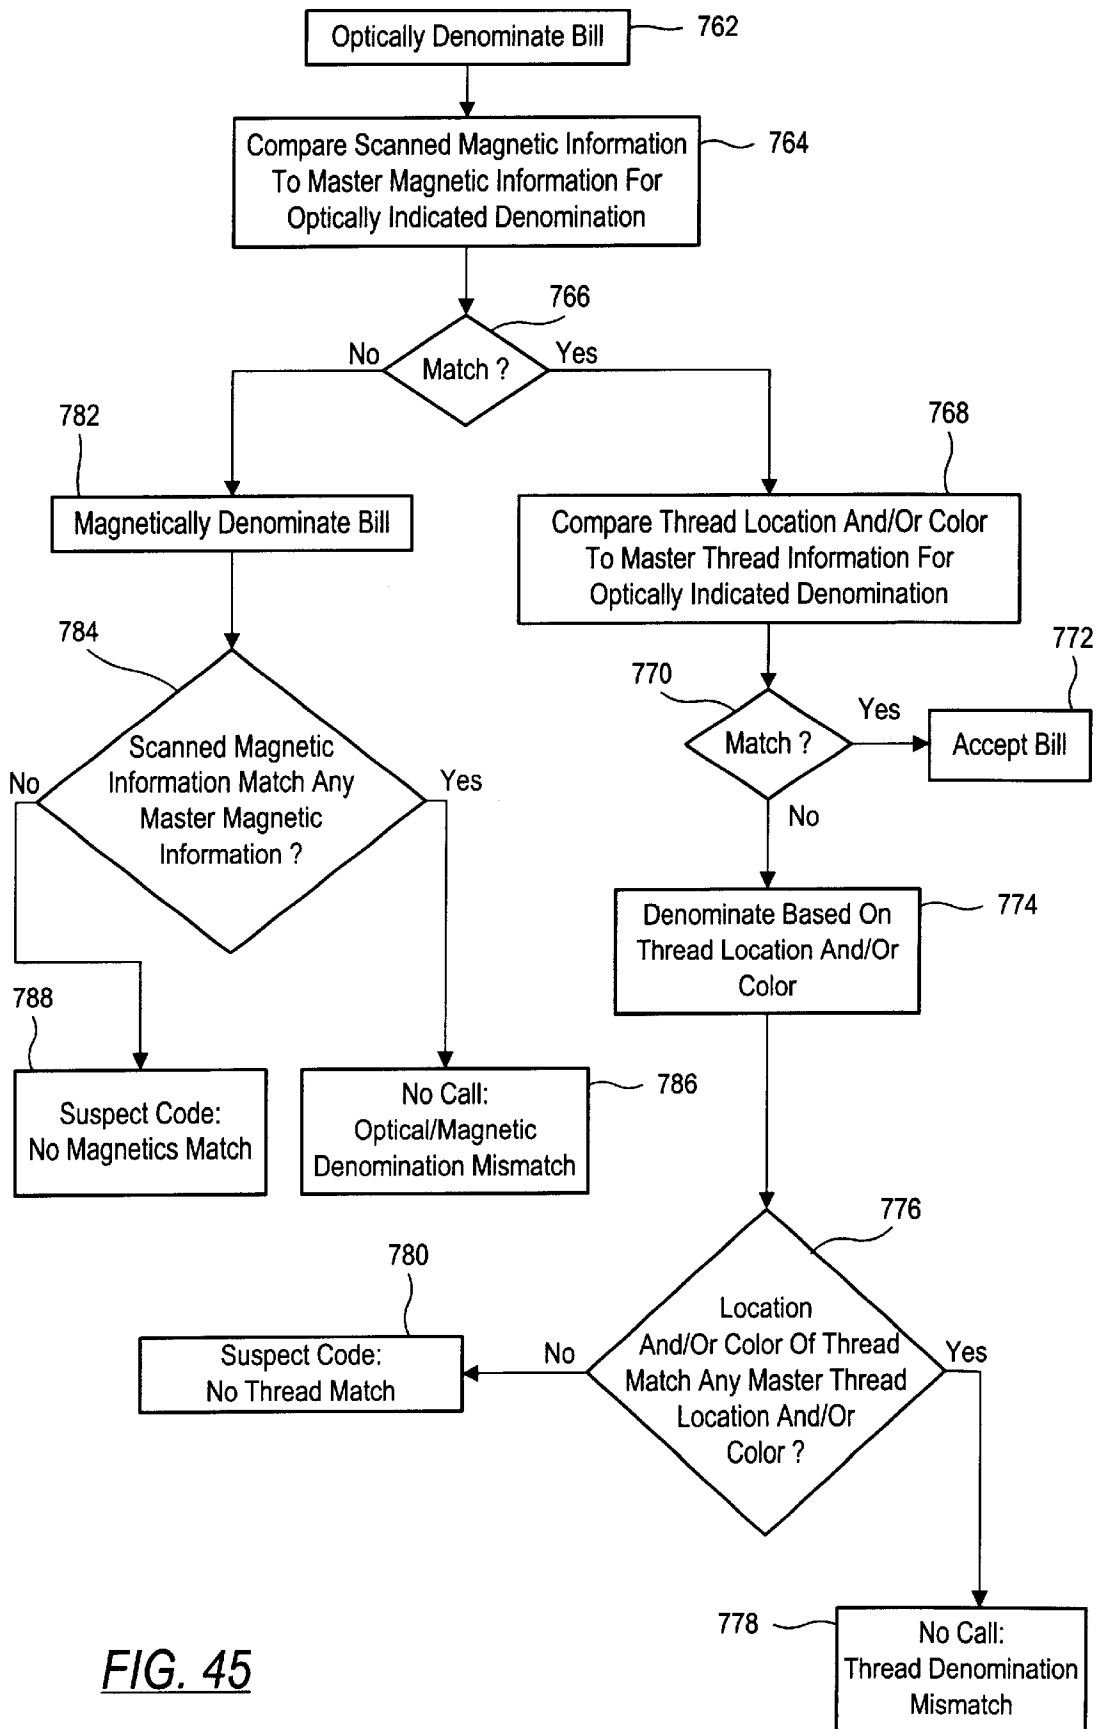 Optically Denominate Bill
762
Compare Scanned Magnetic Information
To Master Magnetic Information For
Optically Indicated Denomination
764
766
Match ?
No
Yes
782
Magnetically Denominate Bill
768
Compare Thread Location And/Or Color
To Master Thread Information For
Optically Indicated Denomination
784
Scanned Magnetic
Information Match Any
Master Magnetic
Information ?
No
Yes
770
Match ?
Yes
No
772
Accept Bill
Denominate Based On
Thread Location And/Or
Color
774
788
Suspect Code:
No Magnetics Match
No Call:
Optical/Magnetic
Denomination Mismatch
786
776
Location
And/Or Color Of Thread
Match Any Master Thread
Location And/Or
Color ?
No
Yes
780
Suspect Code:
No Thread Match
778
No Call:
Thread Denomination
Mismatch
FIG. 45